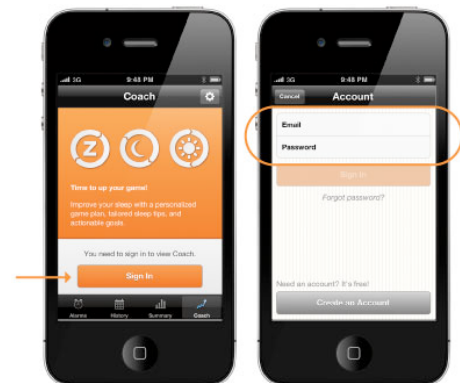 3G 9:48 PM
Coach
Z
Time to up your game!
Improve your sleep with a personalized
game plan, tailored sleep tips, and
actionable goals
You need to sign in to view Coach.
Sign In
Alarms History Summary Coach
3G 9:48 PM
Cancel Account
Email
Password
Sign In
Forgot password?
Need an account? It's free!
Create an Account